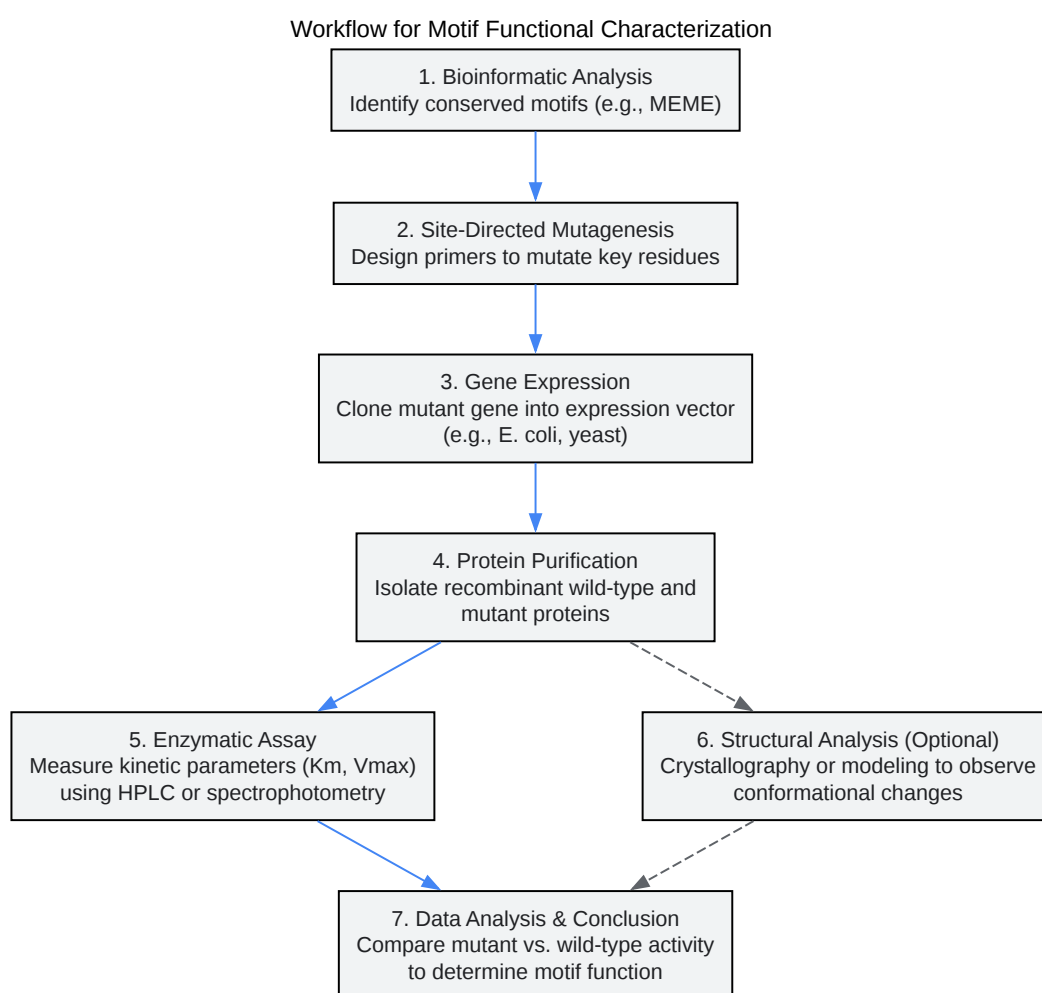 Workflow for Motif Functional Characterization
1. Bioinformatic Analysis
Identify conserved motifs (e.g., MEME)
2. Site-Directed Mutagenesis
Design primers to mutate key residues
3. Gene Expression
Clone mutant gene into expression vector
(e.g., E. coli, yeast)
4. Protein Purification
Isolate recombinant wild-type and
mutant proteins
5. Enzymatic Assay
Measure kinetic parameters (Km, Vmax)
using HPLC or spectrophotometry
6. Structural Analysis (Optional)
Crystallography or modeling to observe
conformational changes
7. Data Analysis & Conclusion
Compare mutant vs. wild-type activity
to determine motif function